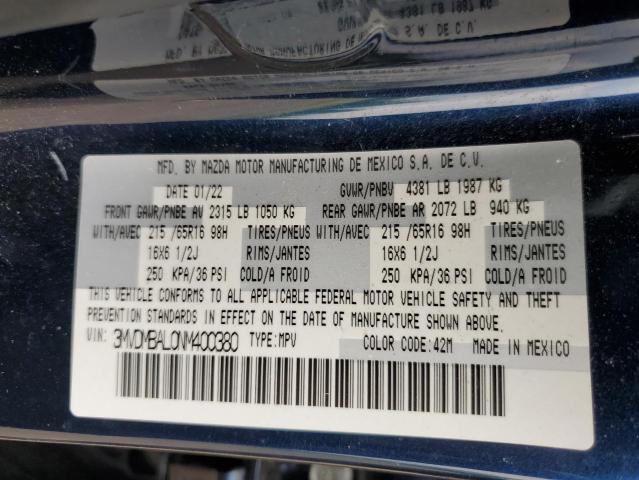 MFD. BY MAZDA MOTOR MANUFACTURING DE MEXICO S.A. DE C.V.
DATE 01/22 GVWR/PNBV 4381 LB 1987 KG
FRONT GAWR/PNBE AV 2315 LB 1050 KG REAR GAWR/PNBE AR 2072 LB 940 KG
WITH/AVEC 215 /65R16 98H TIRES/PNEUS WITH/AVEC 215 /65R16 98H TIRES/PNEUS
16X6 1/2J RIMS/JANTES 16X6 1/2J RIMS/JANTES
250 KPA/36 PSI COLD/A FROID 250 KPA/36 PSI COLD/A FROID
THIS VEHICLE CONFORMS TO ALL APPLICABLE FEDERAL MOTOR VEHICLE SAFETY AND THEFT
PREVENTION STANDARDS IN EFFECT ON THE DATE OF MANUFACTURE SHOWN ABOVE.
VIN: 3MVDMBAL0NM400380 TYPE:MPV COLOR CODE:42M MADE IN MEXICO